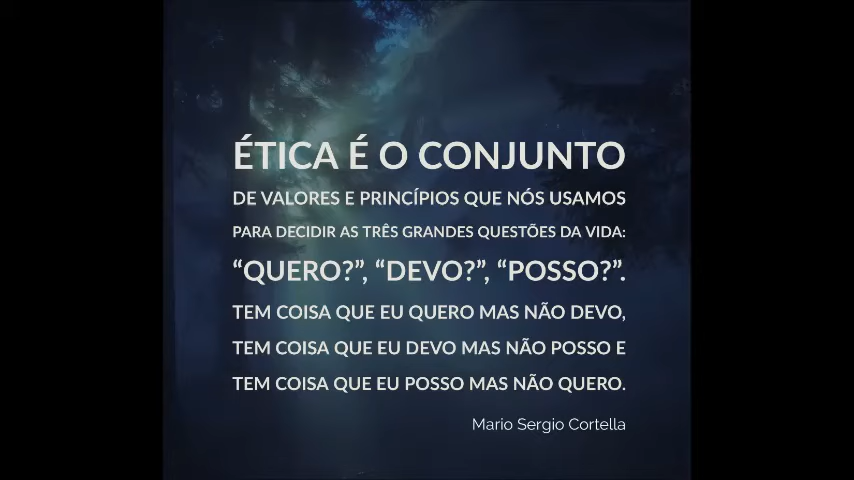 ÉTICA É O CONJUNTO
DE VALORES E PRINCÍPIOS QUE NÓS USAMOS
PARA DECIDIR AS TRÊS GRANDES QUESTÕES DA VIDA:
“QUERO?”, “DEVO?”, “POSSO?”.
TEM COISA QUE EU QUERO MAS NÃO DEVO,
TEM COISA QUE EU DEVO MAS NÃO POSSO E
TEM COISA QUE EU POSSO MAS NÃO QUERO.
Mario Sergio Cortella